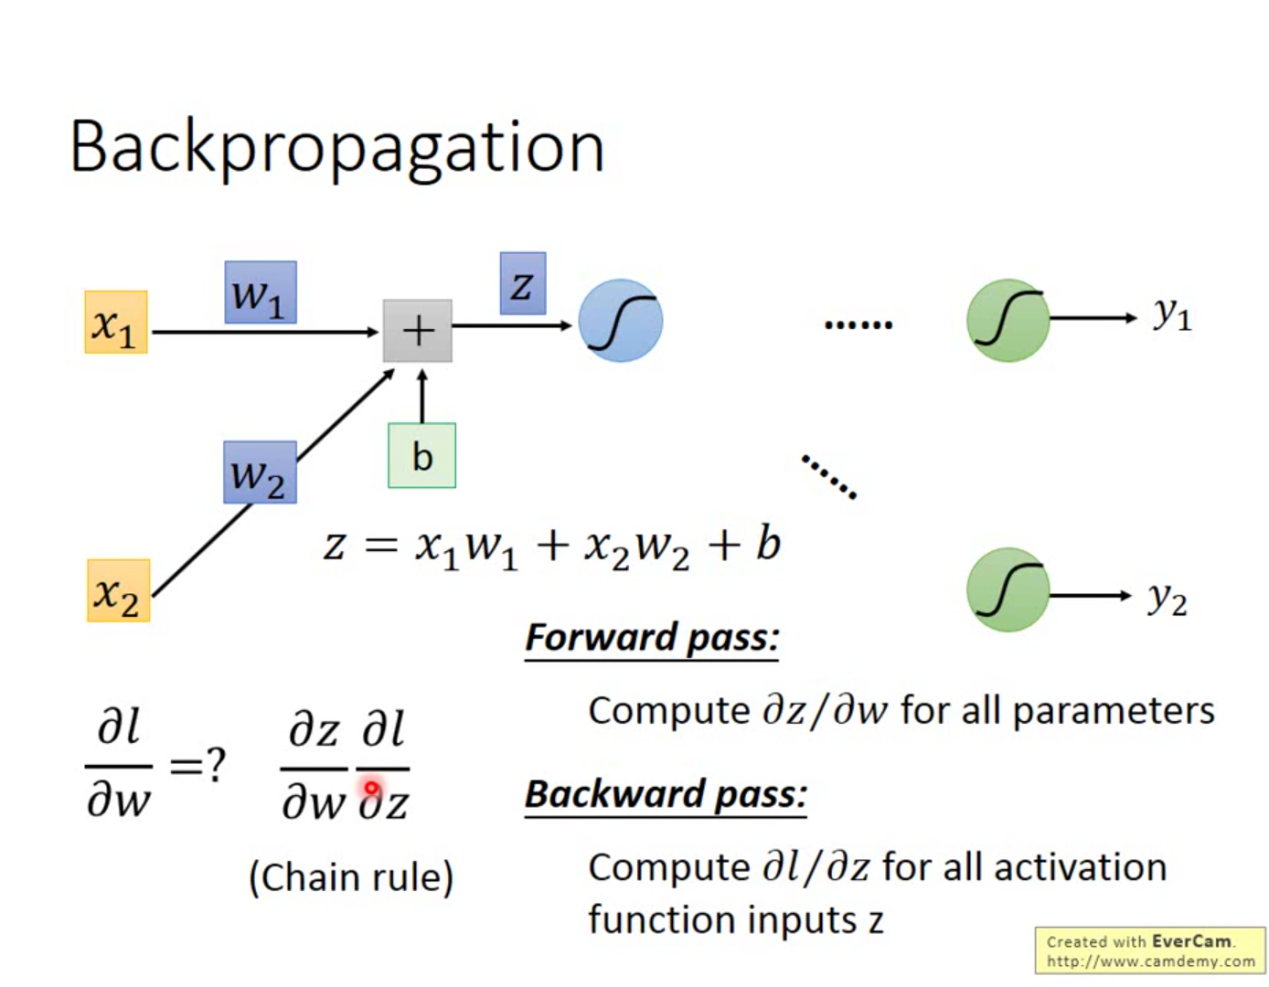 Backpropagation
w₁
z
x₁
+
y₁
w₂
b
z = x₁w₁ + x₂w₂ + b
x₂
y₂
Forward pass:
Compute ∂z/∂w for all parameters
∂l/∂w =? ∂z/∂w ∂l/∂z
(Chain rule)
Backward pass:
Compute ∂l/∂z for all activation
function inputs z
Created with EverCam.
http://www.camdemy.com